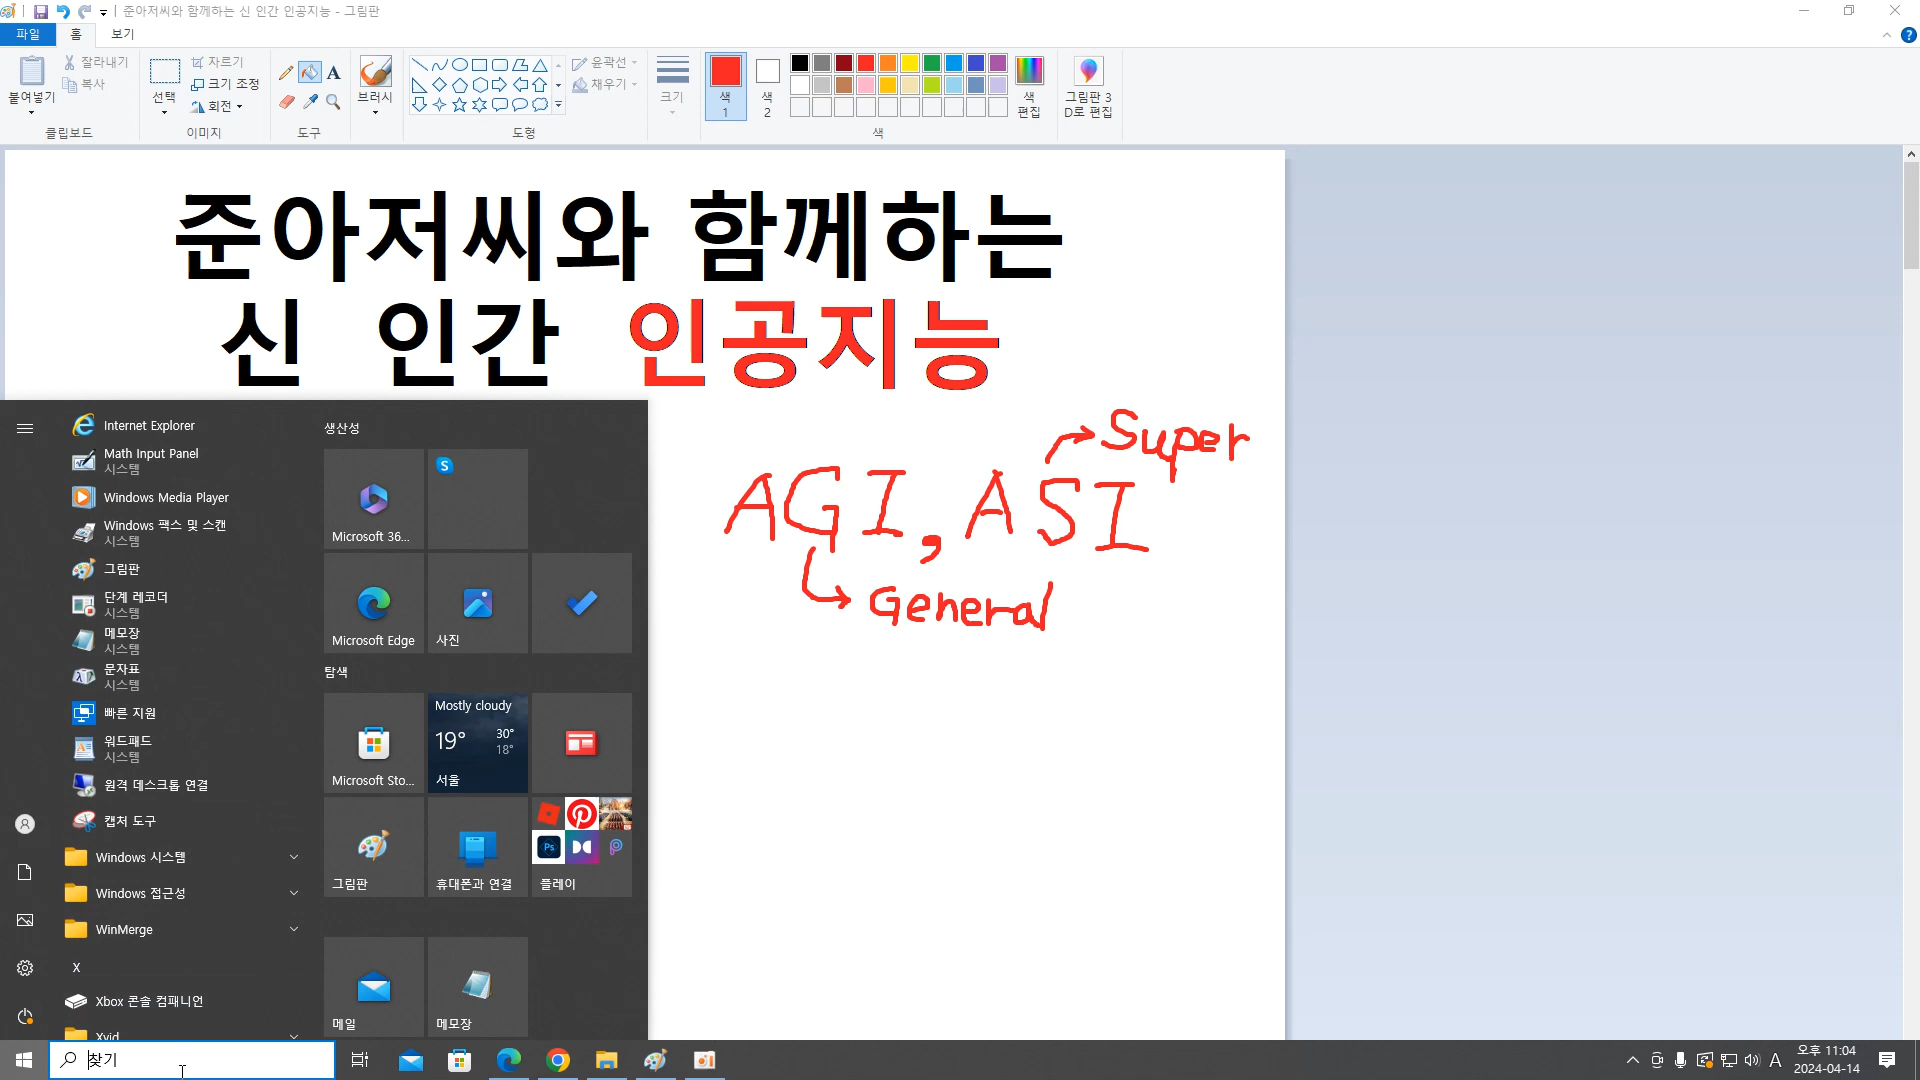 준아저씨와 함께하는 신 인간 인공지능 - 그림판
파일
홈
보기
붙여넣기
잘라내기
복사
클립보드
선택
자르기
크기 조정
회전
이미지
A
도구
브러시
윤곽선
채우기
도형
크기
색
1
색
2
색
편집
색
그림판 3
D로 편집
준아저씨와 함께하는
신 인간 인공지능
Super
AGI, ASI
General
Internet Explorer
Math Input Panel
시스템
Windows Media Player
Windows 팩스 및 스캔
시스템
그림판
단계 레코더
시스템
메모장
시스템
문자표
시스템
빠른 지원
워드패드
시스템
원격 데스크톱 연결
캡처 도구
Windows 시스템
Windows 접근성
WinMerge
X
Xbox 콘솔 컴패니언
Xvid
생산성
Microsoft 36...
S
Microsoft Edge
사진
탐색
Microsoft Sto...
Mostly cloudy
19°
30°
18°
서울
그림판
휴대폰과 연결
Ps
플레이
메일
메모장
찾기
A
오후 11:04
2024-04-14